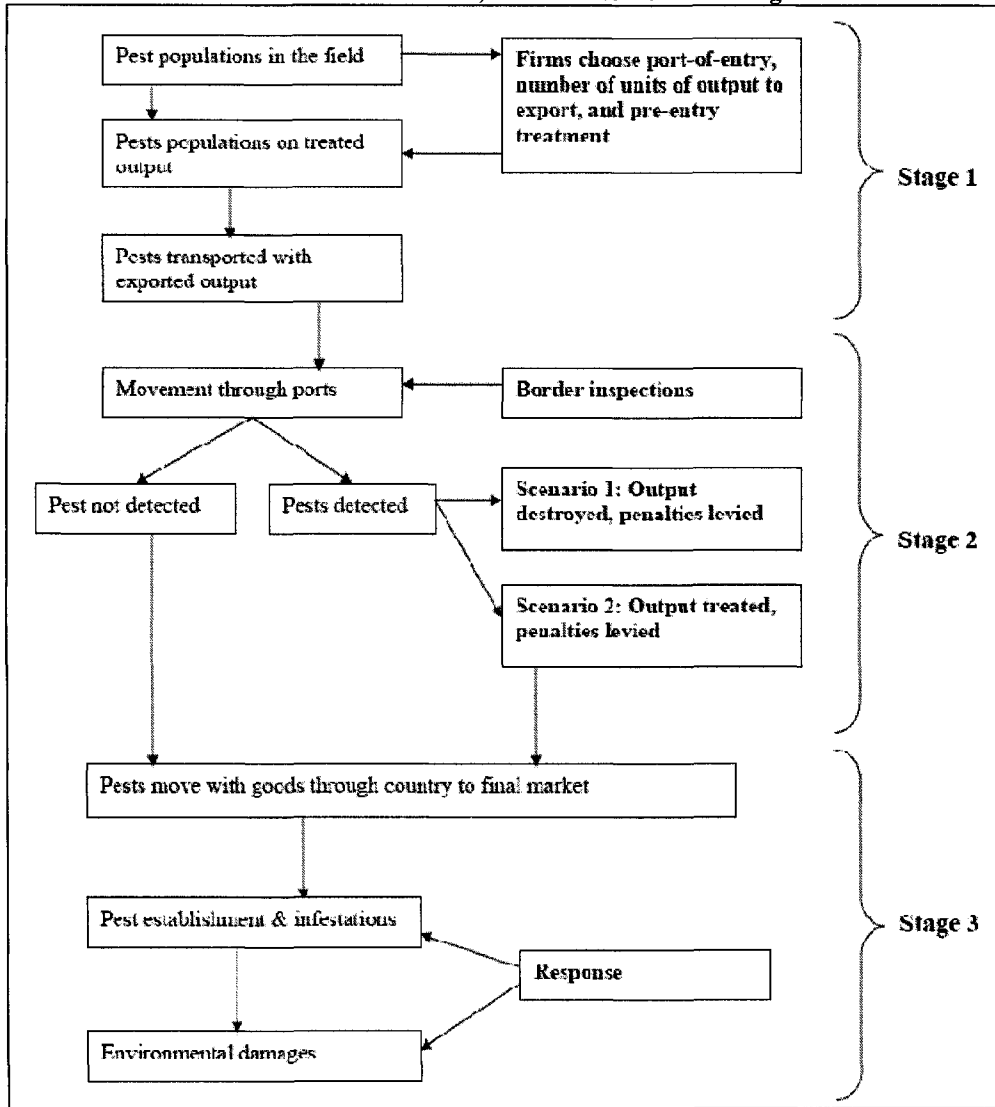 Pest populations in the field
Firms choose port-of-entry,
number of units of output to
export, and pre-entry
treatment
Pests populations on treated
output
Stage 1
Pests transported with
exported output
Movement through ports
Border inspections
Pest not detected
Pests detected
Scenario 1: Output
destroyed, penalties levied
Stage 2
Scenario 2: Output treated,
penalties levied
Pests move with goods through country to final market
Pest establishment & infestations
Stage 3
Response
Environmental damages